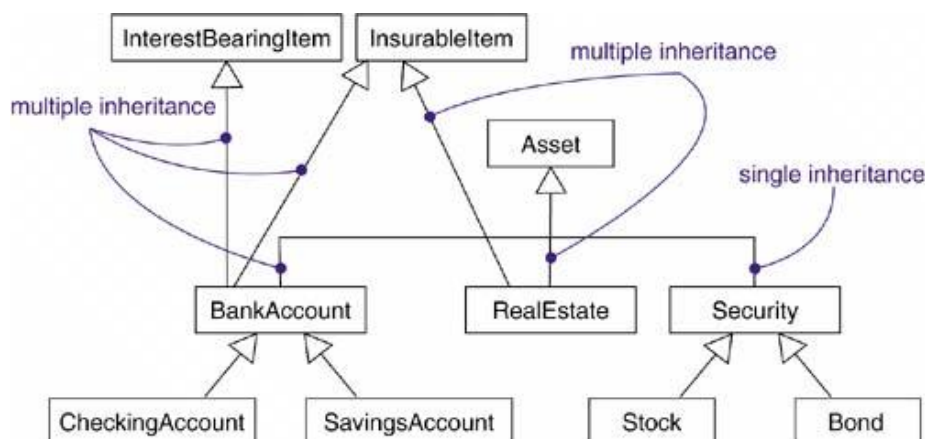 InterestBearingItem
InsurableItem
multiple inheritance
multiple inheritance
Asset
single inheritance
BankAccount
RealEstate
Security
CheckingAccount
SavingsAccount
Stock
Bond